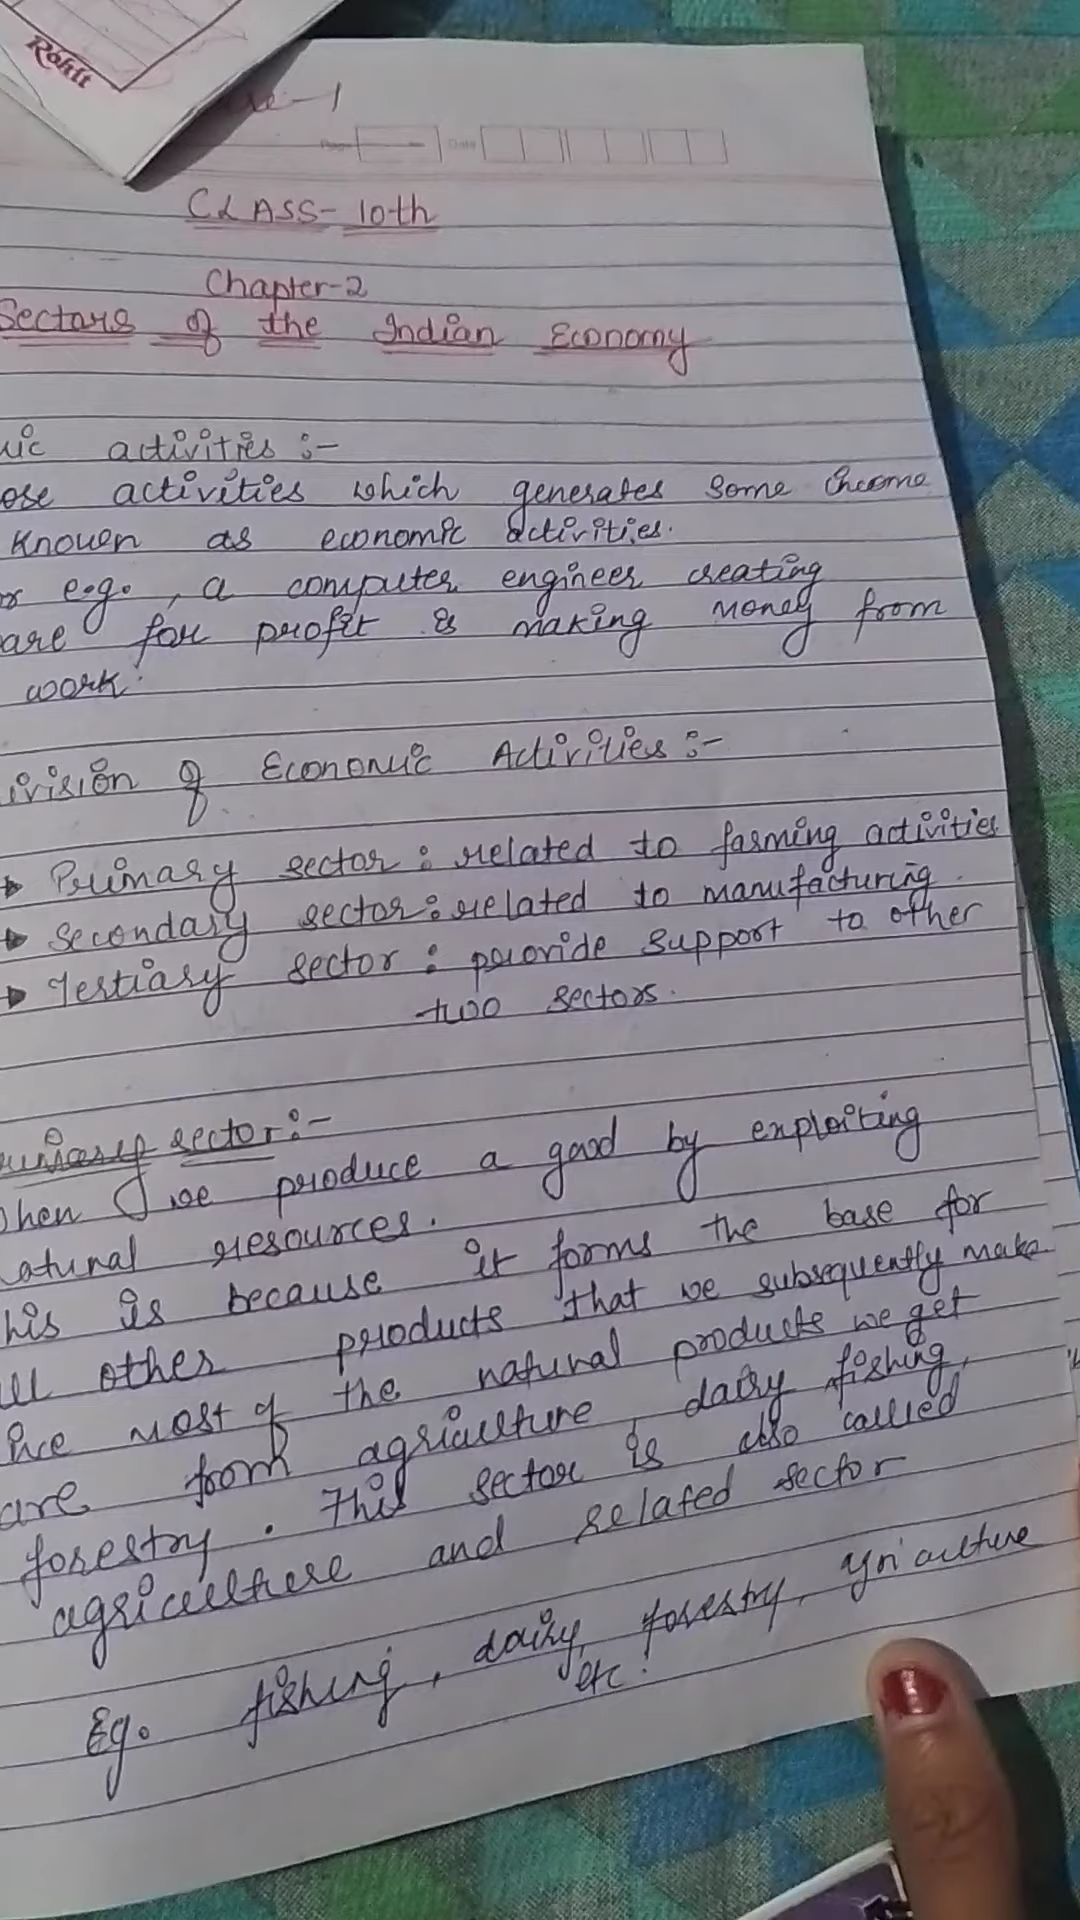 Rohit
-1
Page
Date
CLASS-10th
Chapter-2
Sectors of the Indian Economy
activities :-
activities which generates some income
known as economic activities.
e.g. , a computer engineer creating
for profit & making money from
work.
of Economic Activities :-
Primary sector : related to farming activities
Secondary sector : related to manufacturing.
Tertiary sector : provide support to other
two sectors.
sector :-
we produce a good by exploiting
resources.
is because it forms the base for
other products that we subsequently make
most of the natural products we get
are from agriculture, dairy fishing,
forestry. This sector is also called
agriculture and related sector
Eg. fishing, dairy, forestry, agriculture
etc.